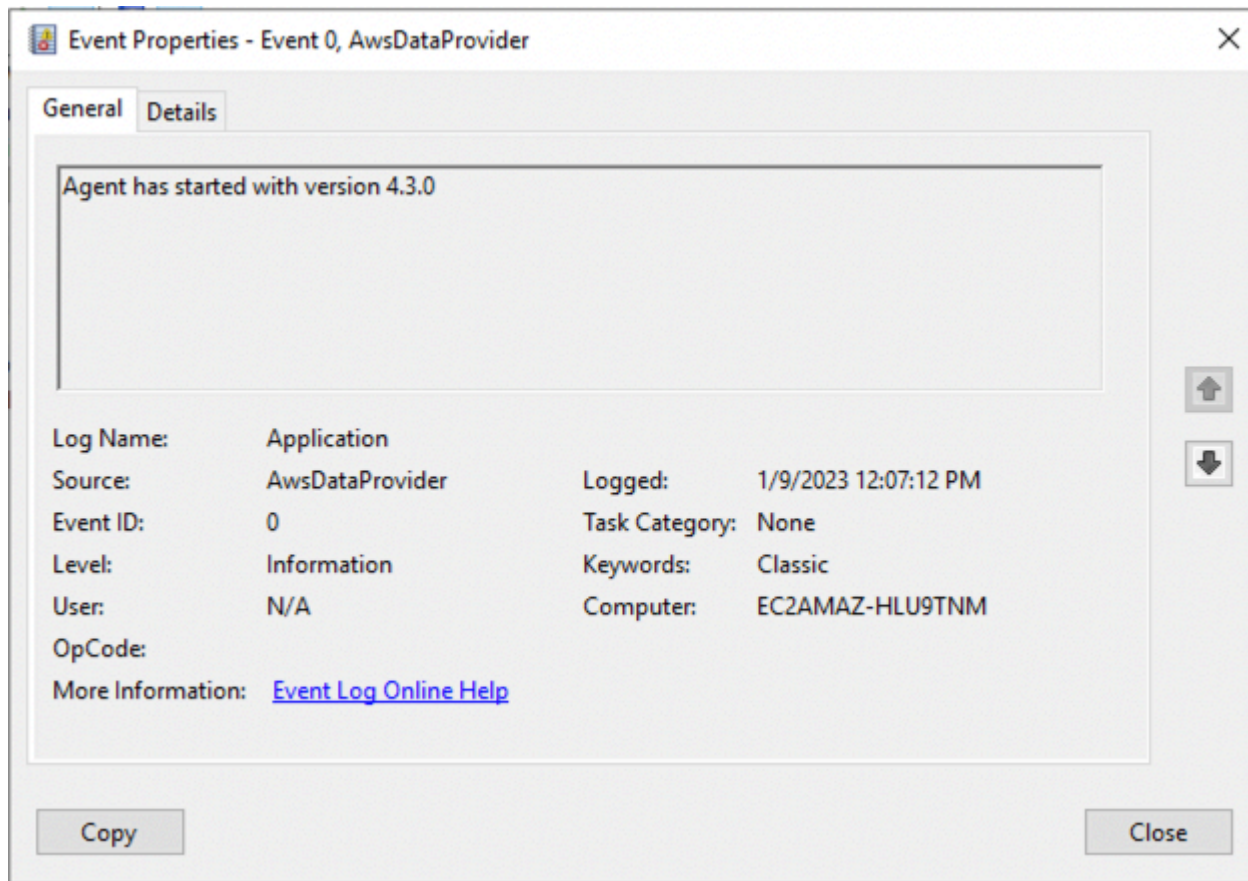 Event Properties - Event 0, AwsDataProvider
General Details
Agent has started with version 4.3.0
Log Name: Application
Source: AwsDataProvider Logged: 1/9/2023 12:07:12 PM
Event ID: 0 Task Category: None
Level: Information Keywords: Classic
User: N/A Computer: EC2AMAZ-HLU9TNM
OpCode:
More Information: Event Log Online Help
Copy Close